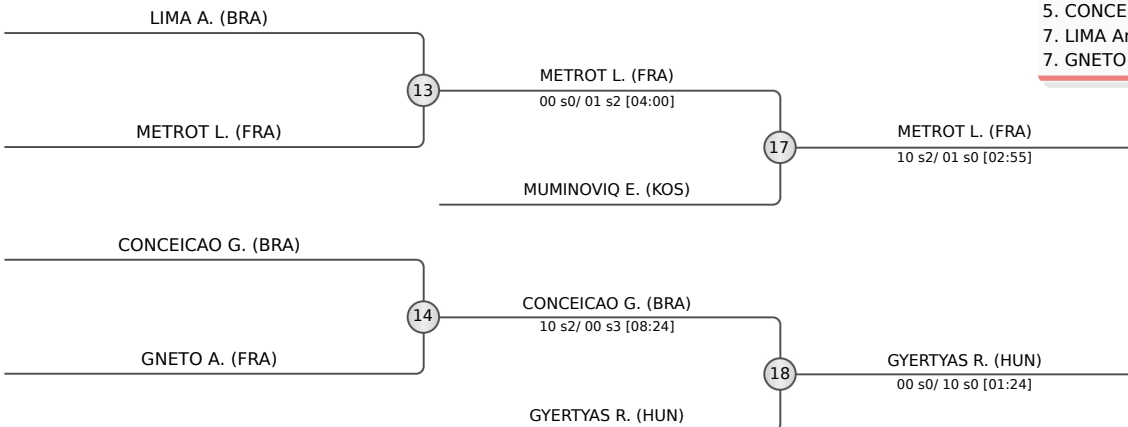 5. CONCE
7. LIMA Ar
7. GNETO
LIMA A. (BRA)
13
METROT L. (FRA)
00 s0/ 01 s2 [04:00]
METROT L. (FRA)
17
METROT L. (FRA)
10 s2/ 01 s0 [02:55]
MUMINOVIQ E. (KOS)
CONCEICAO G. (BRA)
14
CONCEICAO G. (BRA)
10 s2/ 00 s3 [08:24]
GNETO A. (FRA)
18
GYERTYAS R. (HUN)
00 s0/ 10 s0 [01:24]
GYERTYAS R. (HUN)